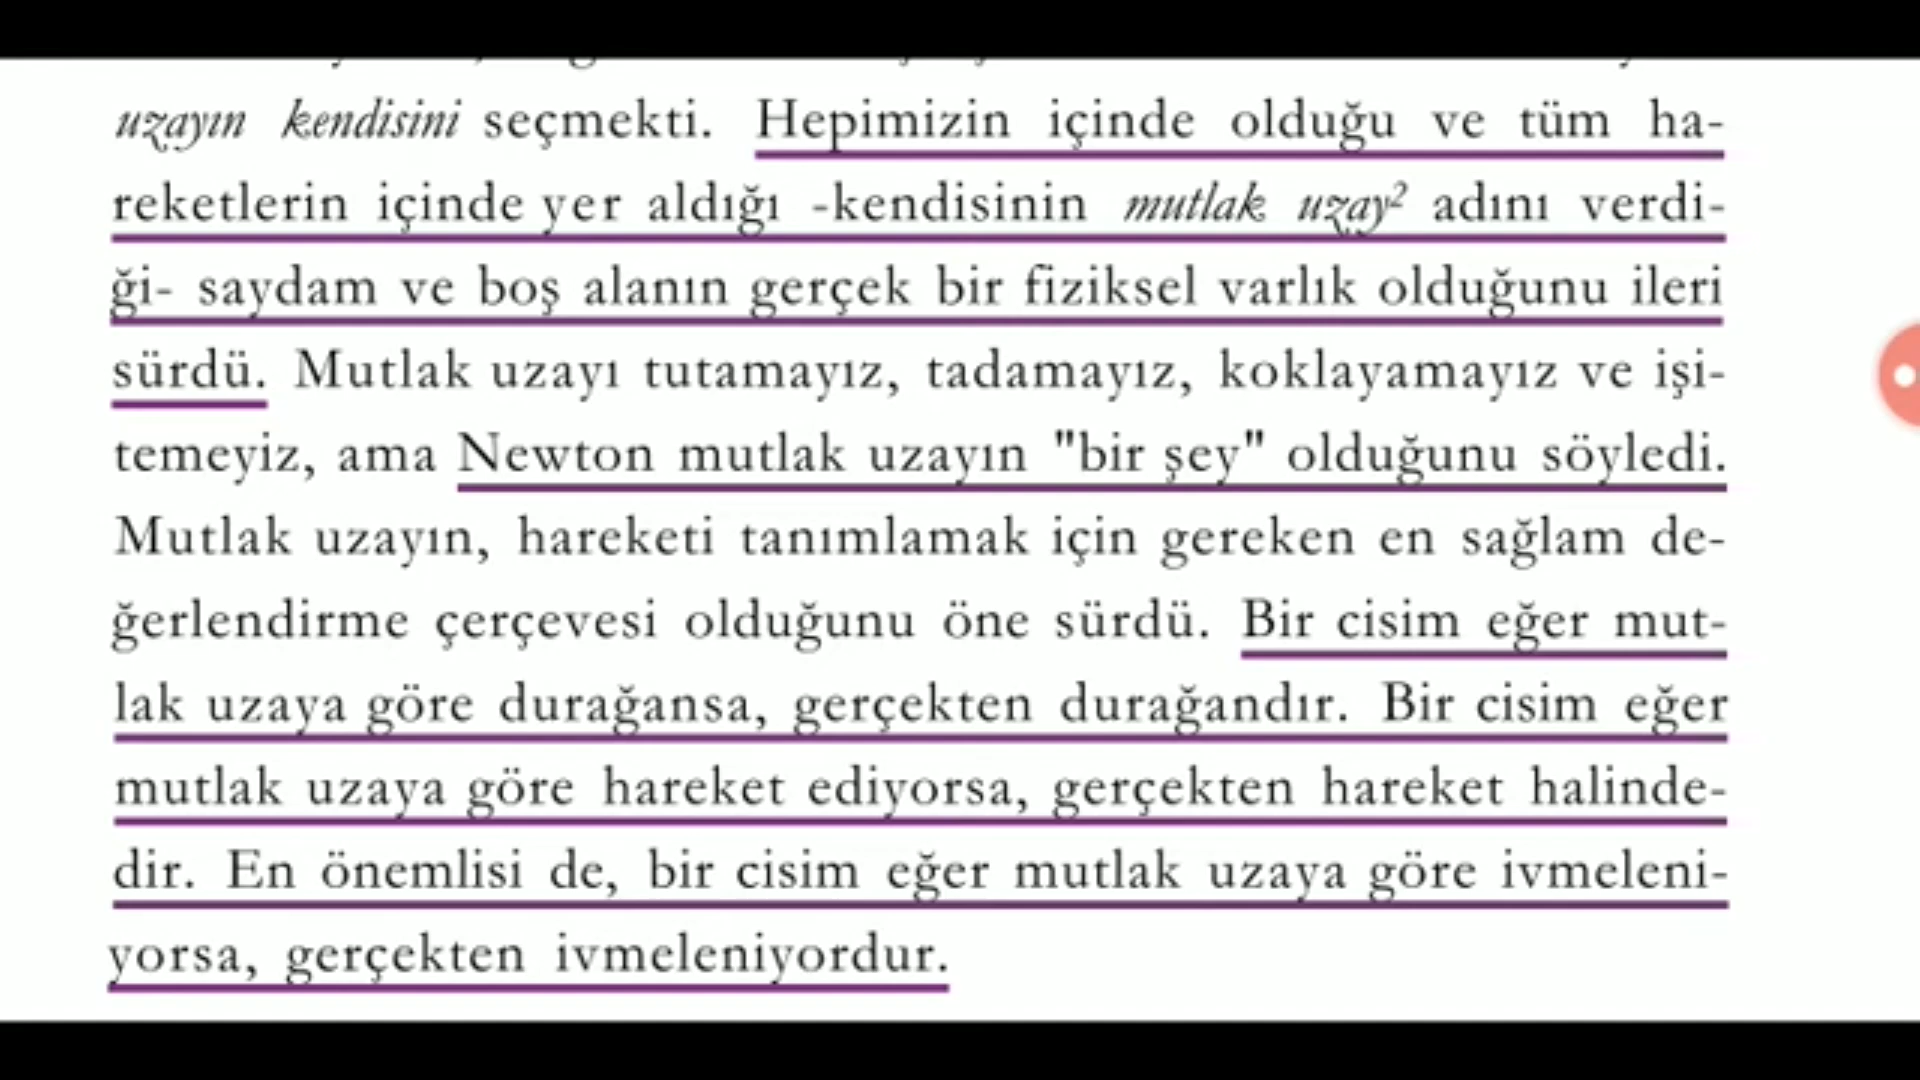 uzayın kendisini seçmekti. Hepimizin içinde olduğu ve tüm ha-
reketlerin içinde yer aldığı -kendisinin mutlak uzay² adını verdi-
ği- saydam ve boş alanın gerçek bir fiziksel varlık olduğunu ileri
sürdü. Mutlak uzayı tutamayız, tadamayız, koklayamayız ve işi-
temeyiz, ama Newton mutlak uzayın "bir şey" olduğunu söyledi.
Mutlak uzayın, hareketi tanımlamak için gereken en sağlam de-
ğerlendirme çerçevesi olduğunu öne sürdü. Bir cisim eğer mut-
lak uzaya göre durağansa, gerçekten durağandır. Bir cisim eğer
mutlak uzaya göre hareket ediyorsa, gerçekten hareket halinde-
dir. En önemlisi de, bir cisim eğer mutlak uzaya göre ivmeleni-
yorsa, gerçekten ivmeleniyordur.